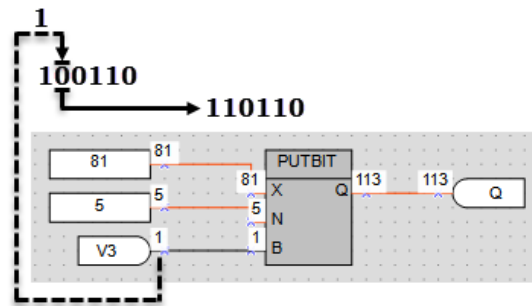 1
100110
110110
81 81 PUTBIT
81 X Q 113 113 Q
5 5 5 N
V3 1 1 B